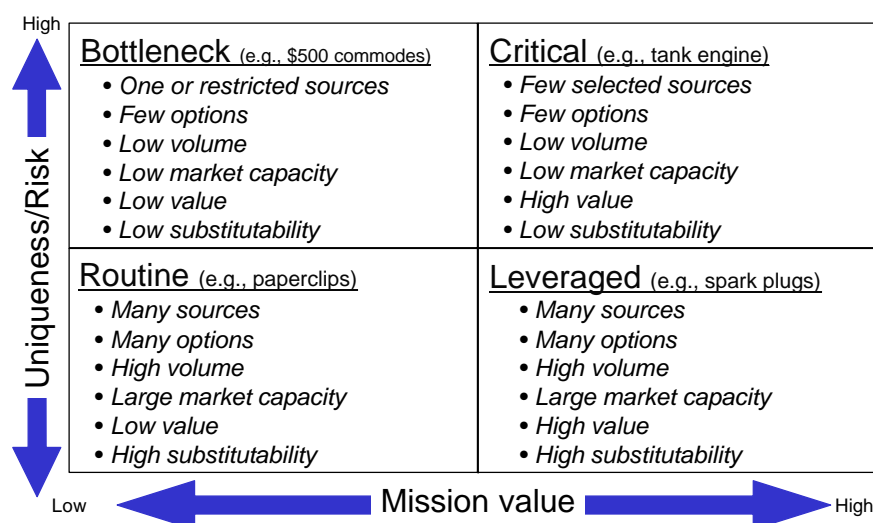 High
Bottleneck (e.g., $500 commodes)
• One or restricted sources
• Few options
• Low volume
• Low market capacity
• Low value
• Low substitutability
Critical (e.g., tank engine)
• Few selected sources
• Few options
• Low volume
• Low market capacity
• High value
• Low substitutability
Uniqueness/Risk
Routine (e.g., paperclips)
• Many sources
• Many options
• High volume
• Large market capacity
• Low value
• High substitutability
Leveraged (e.g., spark plugs)
• Many sources
• Many options
• High volume
• Large market capacity
• High value
• High substitutability
Low
Mission value
High